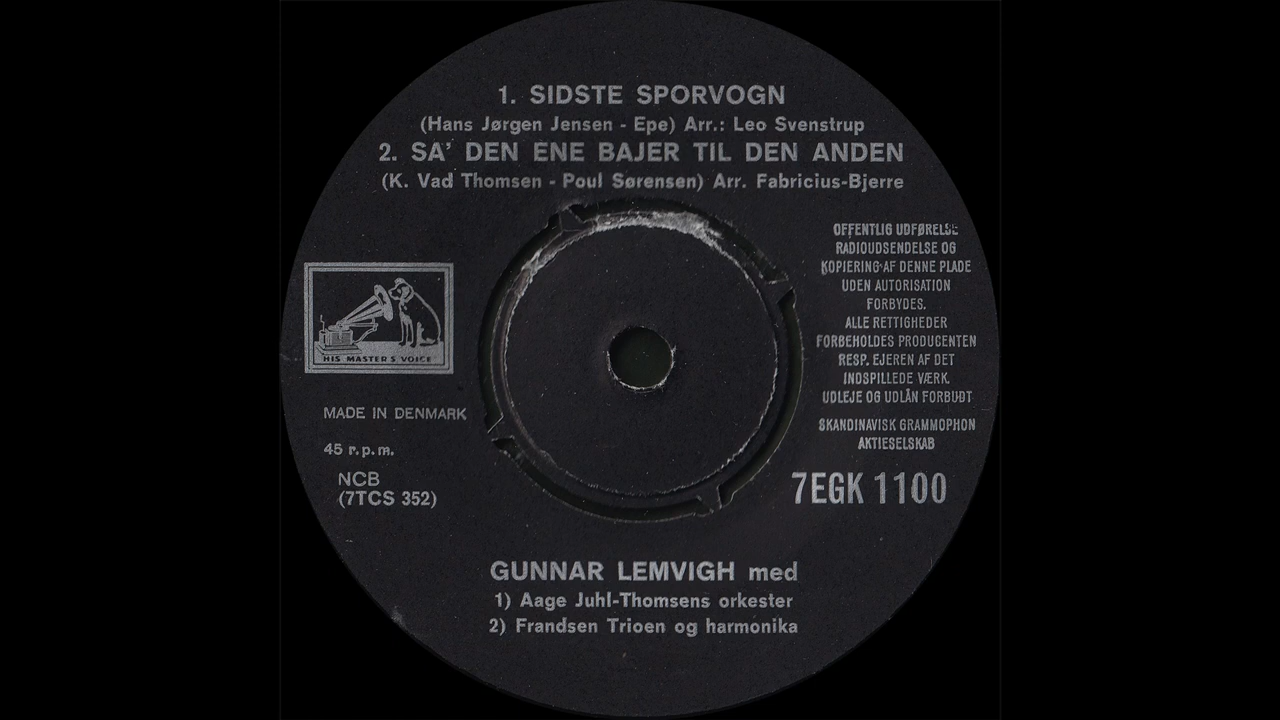 1. SIDSTE SPORVOGN
(Hans Jørgen Jensen - Epe) Arr.: Leo Svenstrup
2. SA' DEN ENE BAJER TIL DEN ANDEN
(K. Vad Thomsen - Poul Sørensen) Arr. Fabricius-Bjerre
HIS MASTER'S VOICE
MADE IN DENMARK
45 r.p.m.
NCB
(7TCS 352)
OFFENTLIG UDFØRELSE
RADIOUDSENDELSE OG
KOPIERING AF DENNE PLADE
UDEN AUTORISATION
FORBYDES.
ALLE RETTIGHEDER
FORBEHOLDES PRODUCENTEN
RESP. EJEREN AF DET
INDSPILLEDE VÆRK.
UDLEJE OG UDLÅN FORBUDT
SKANDINAVISK GRAMMOPHON
AKTIESELSKAB
7EGK 1100
GUNNAR LEMVIGH med
1) Aage Juhl-Thomsens orkester
2) Frandsen Trioen og harmonika